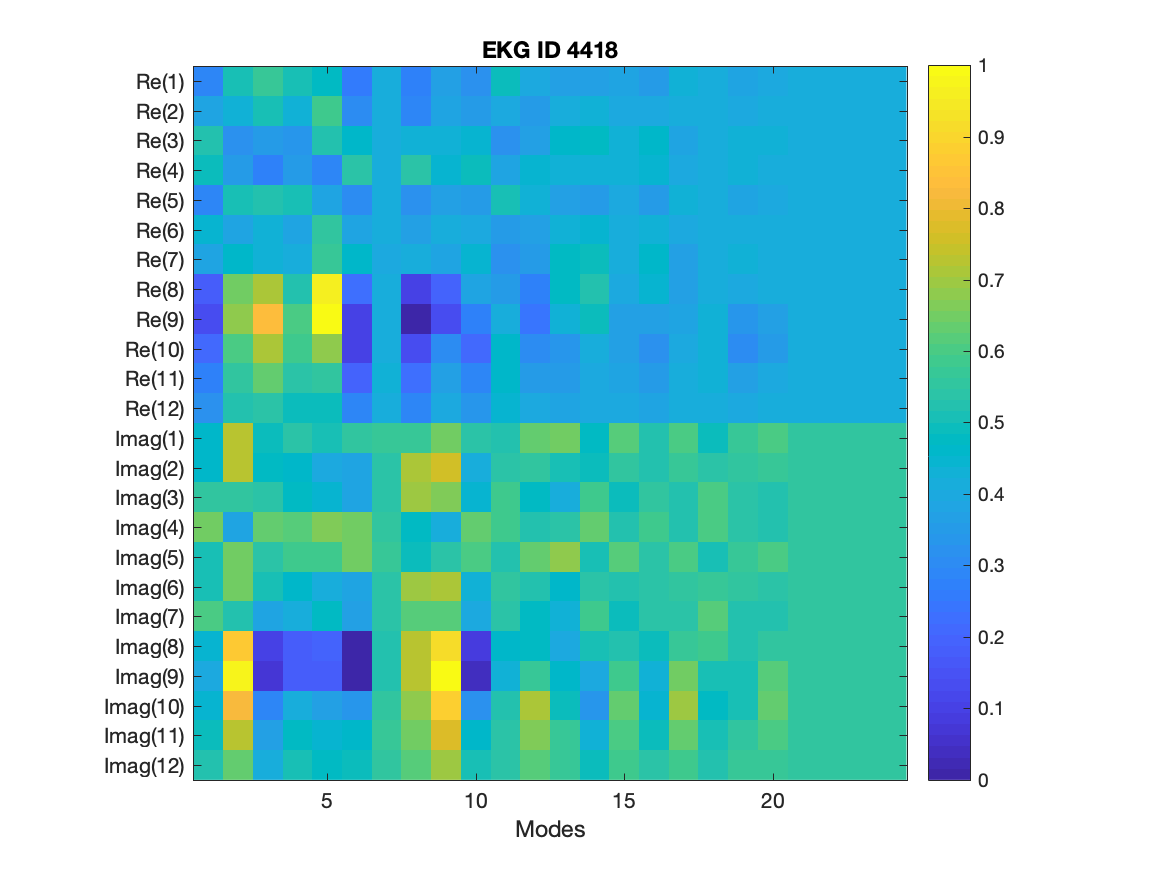 EKG ID 4418
Re(1)
Re(2)
Re(3)
Re(4)
Re(5)
Re(6)
Re(7)
Re(8)
Re(9)
Re(10)
Re(11)
Re(12)
Imag(1)
Imag(2)
Imag(3)
Imag(4)
Imag(5)
Imag(6)
Imag(7)
Imag(8)
Imag(9)
Imag(10)
Imag(11)
Imag(12)
5 10 15 20
Modes
1
0.9
0.8
0.7
0.6
0.5
0.4
0.3
0.2
0.1
0